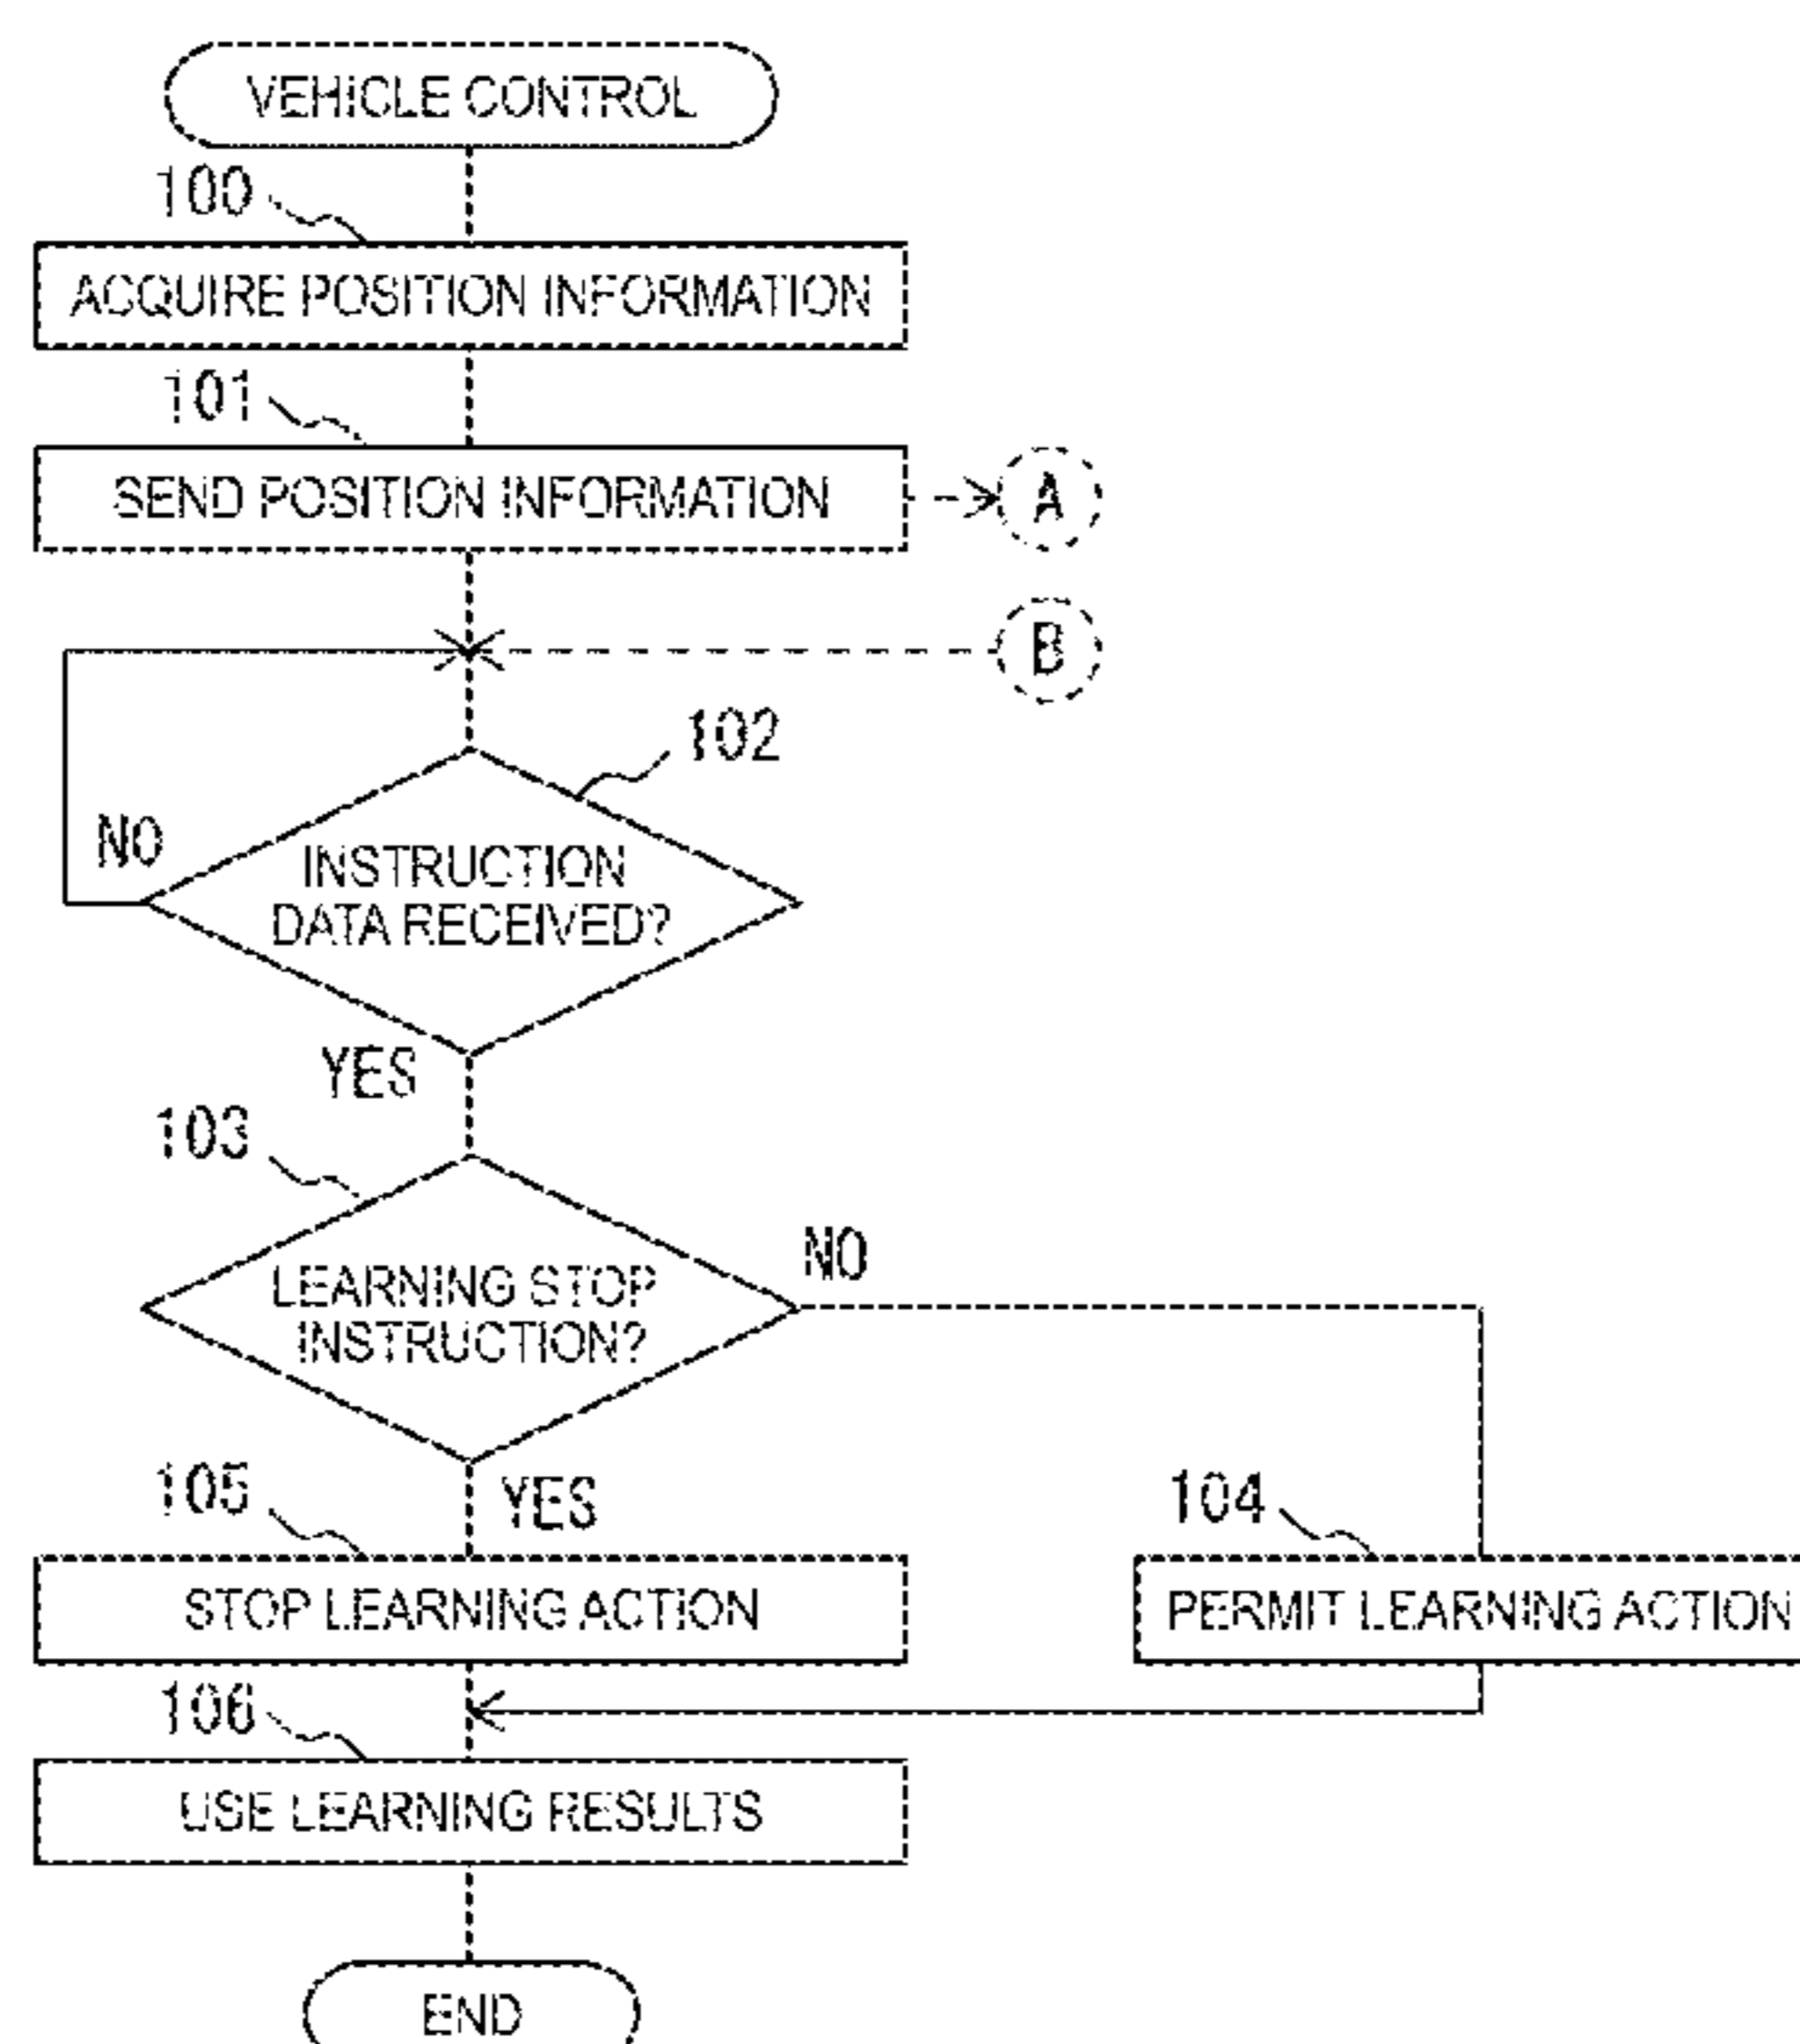 VEHICLE CONTROL
100
ACQUIRE POSITION INFORMATION
101
SEND POSITION INFORMATION
A
B
102
NO
INSTRUCTION
DATA RECEIVED?
YES
103
NO
LEARNING STOP
INSTRUCTION?
105
YES
104
STOP LEARNING ACTION
PERMIT LEARNING ACTION
106
USE LEARNING RESULTS
END